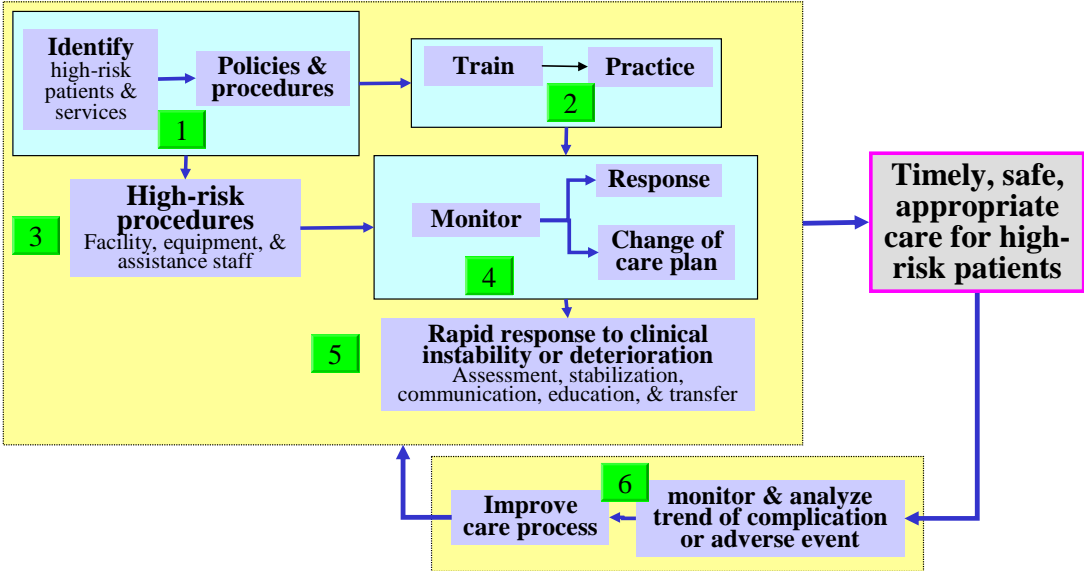 Identify
high-risk
patients &
services
Policies &
procedures
1
Train
Practice
2
High-risk
procedures
Facility, equipment, &
assistance staff
3
Monitor
Response
Change of
care plan
4
Rapid response to clinical
instability or deterioration
Assessment, stabilization,
communication, education, & transfer
5
Timely, safe,
appropriate
care for high-
risk patients
6
monitor & analyze
trend of complication
or adverse event
Improve
care process